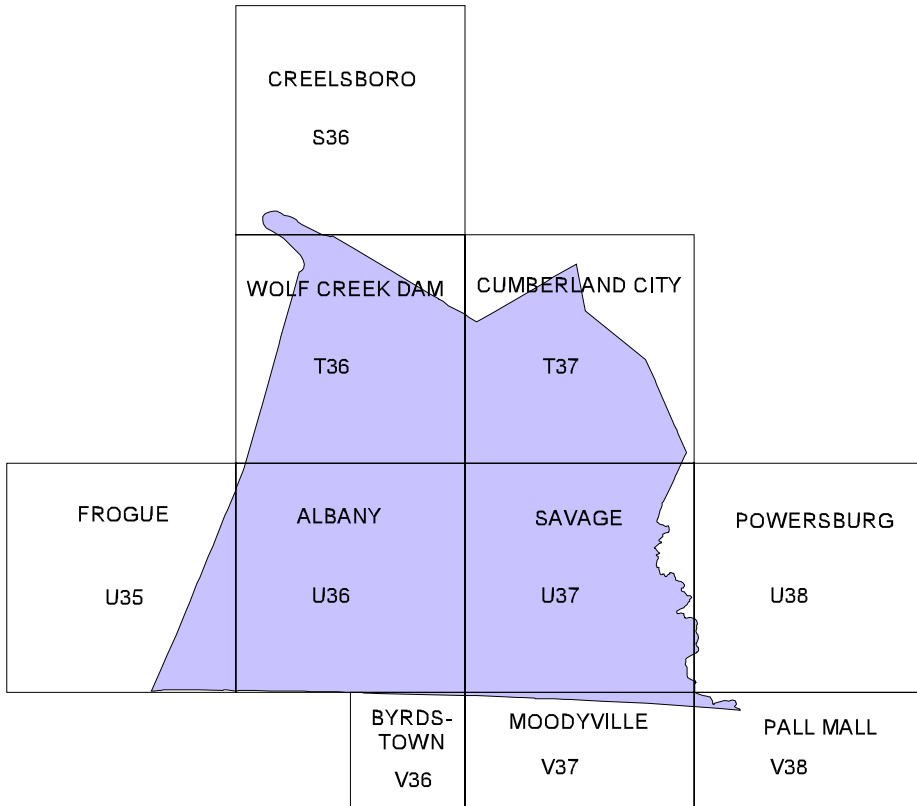 CREELSBORO
S36
WOLF CREEK DAM
CUMBERLAND CITY
T36
T37
FROGUE
ALBANY
SAVAGE
POWERSBURG
U35
U36
U37
U38
BYRDS-
TOWN
V36
MOODYVILLE
V37
PALL MALL
V38